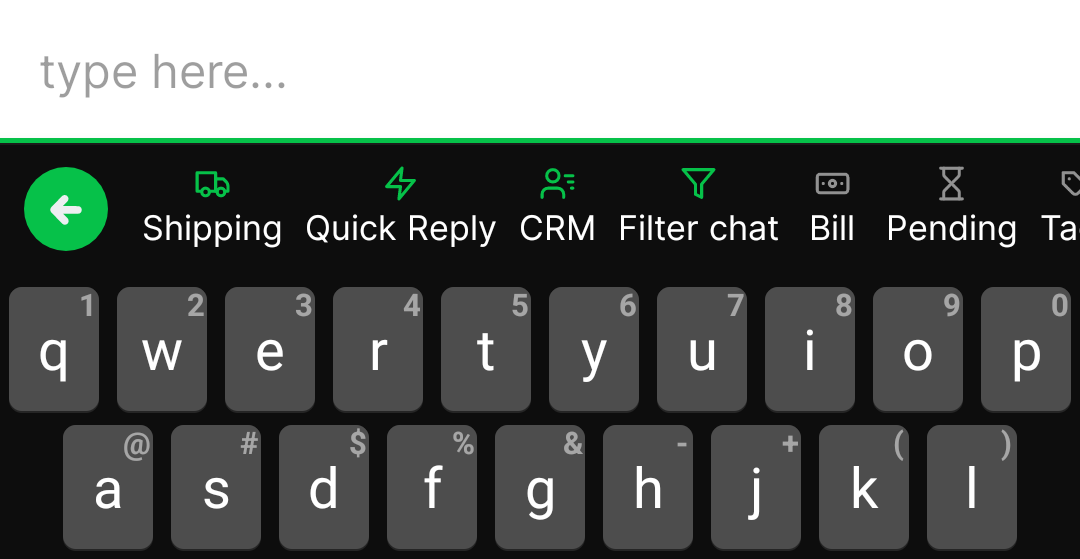 type here...
Shipping Quick Reply CRM Filter chat Bill Pending Ta
1 2 3 4 5 6 7 8 9 0
q w e r t y u i o p
@ # $ % & - + ( )
a s d f g h j k l